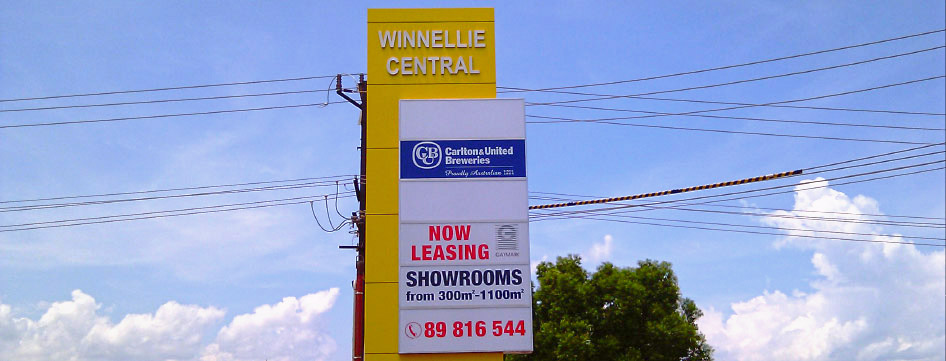 WINNELLIE
CENTRAL
CUB
Carlton & United
Breweries
Proudly Australian
NOW
LEASING
SHOWROOMS
from 300m²-1100m²
89 816 544